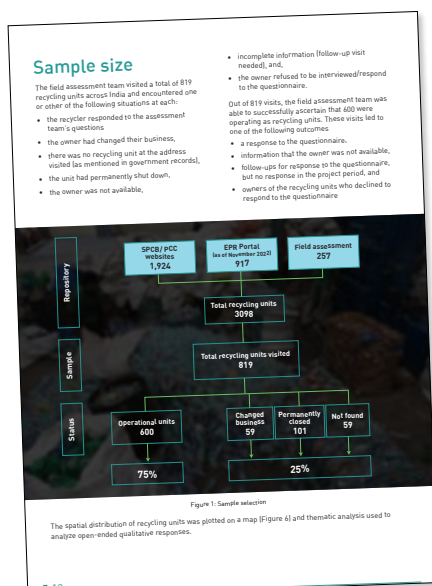 Sample size
The field assessment team visited a total of 819
recycling units across India and encountered one
or other of the following situations at each:
• the recycler responded to the assessment
team's questions
• the owner had changed their business,
• there was no recycling unit at the address
visited (as mentioned in government records),
• the unit had permanently shut down,
• the owner was not available,
• incomplete information (follow-up visit
needed), and,
• the owner refused to be interviewed/respond
to the questionnaire.
Out of 819 visits, the field assessment team was
able to successfully ascertain that 600 were
operating as recycling units. These visits led to
one of the following outcomes
• a response to the questionnaire.
• information that the owner was not available,
• follow-ups for response to the questionnaire,
but no response in the project period, and
• owners of the recycling units who declined to
respond to the questionnaire
Repository
SPCB/ PCC
websites
1,924
EPR Portal
(as of November 2022)
917
Field assessment
257
Total recycling units
3098
Sample
Total recycling units visited
819
Status
Operational units
600
Changed
business
59
Permanently
closed
101
Not found
59
75%
25%
Figure 1: Sample selection
The spatial distribution of recycling units was plotted on a map (Figure 6) and thematic analysis used to
analyze open-ended qualitative responses.